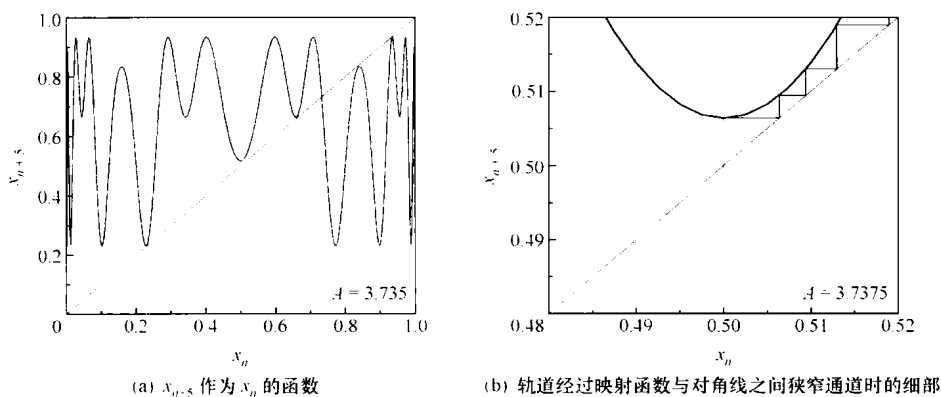 1.0
0.8
0.6
0.4
0.2
0
0.2
0.4
0.6
0.8
1.0
x_{n+5}
x_n
A = 3.735
(a) x_{n+5} 作为 x_n 的函数
0.52
0.51
0.50
0.49
0.48
0.49
0.50
0.51
0.52
x_{n+5}
x_n
A = 3.7375
(b) 轨道经过映射函数与对角线之间狭窄通道时的细部